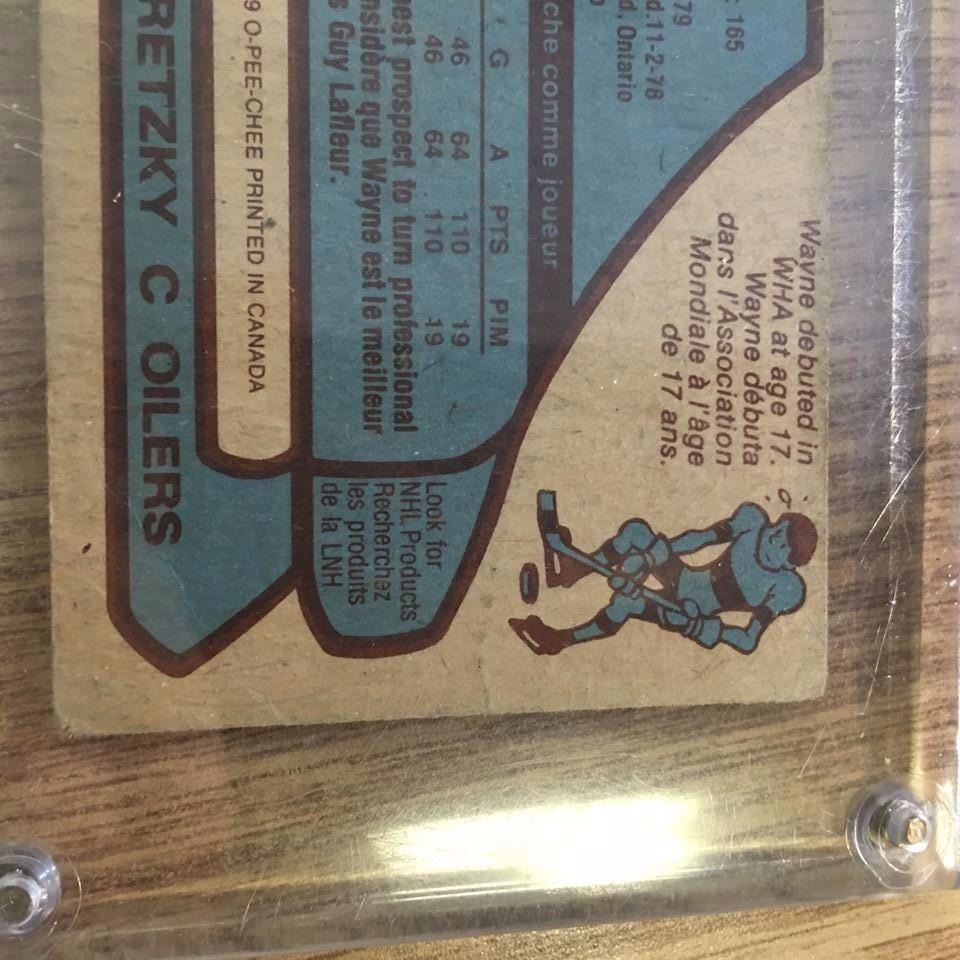 165
79
d.11-2-78
d, Ontario
Wayne debuted in
WHA at age 17.
Wayne débuta
dans l'Association
Mondiale à l'âge
de 17 ans.
che comme joueur
G A PTS PIM
46 64 110 19
46 64 110 19
est prospect to turn professional
nsidère que Wayne est le meilleur
s Guy Lafleur.
Look for
NHL Products
Recherchez
les produits
de la LNH
9 O-PEE-CHEE PRINTED IN CANADA
RETZKY C OILERS